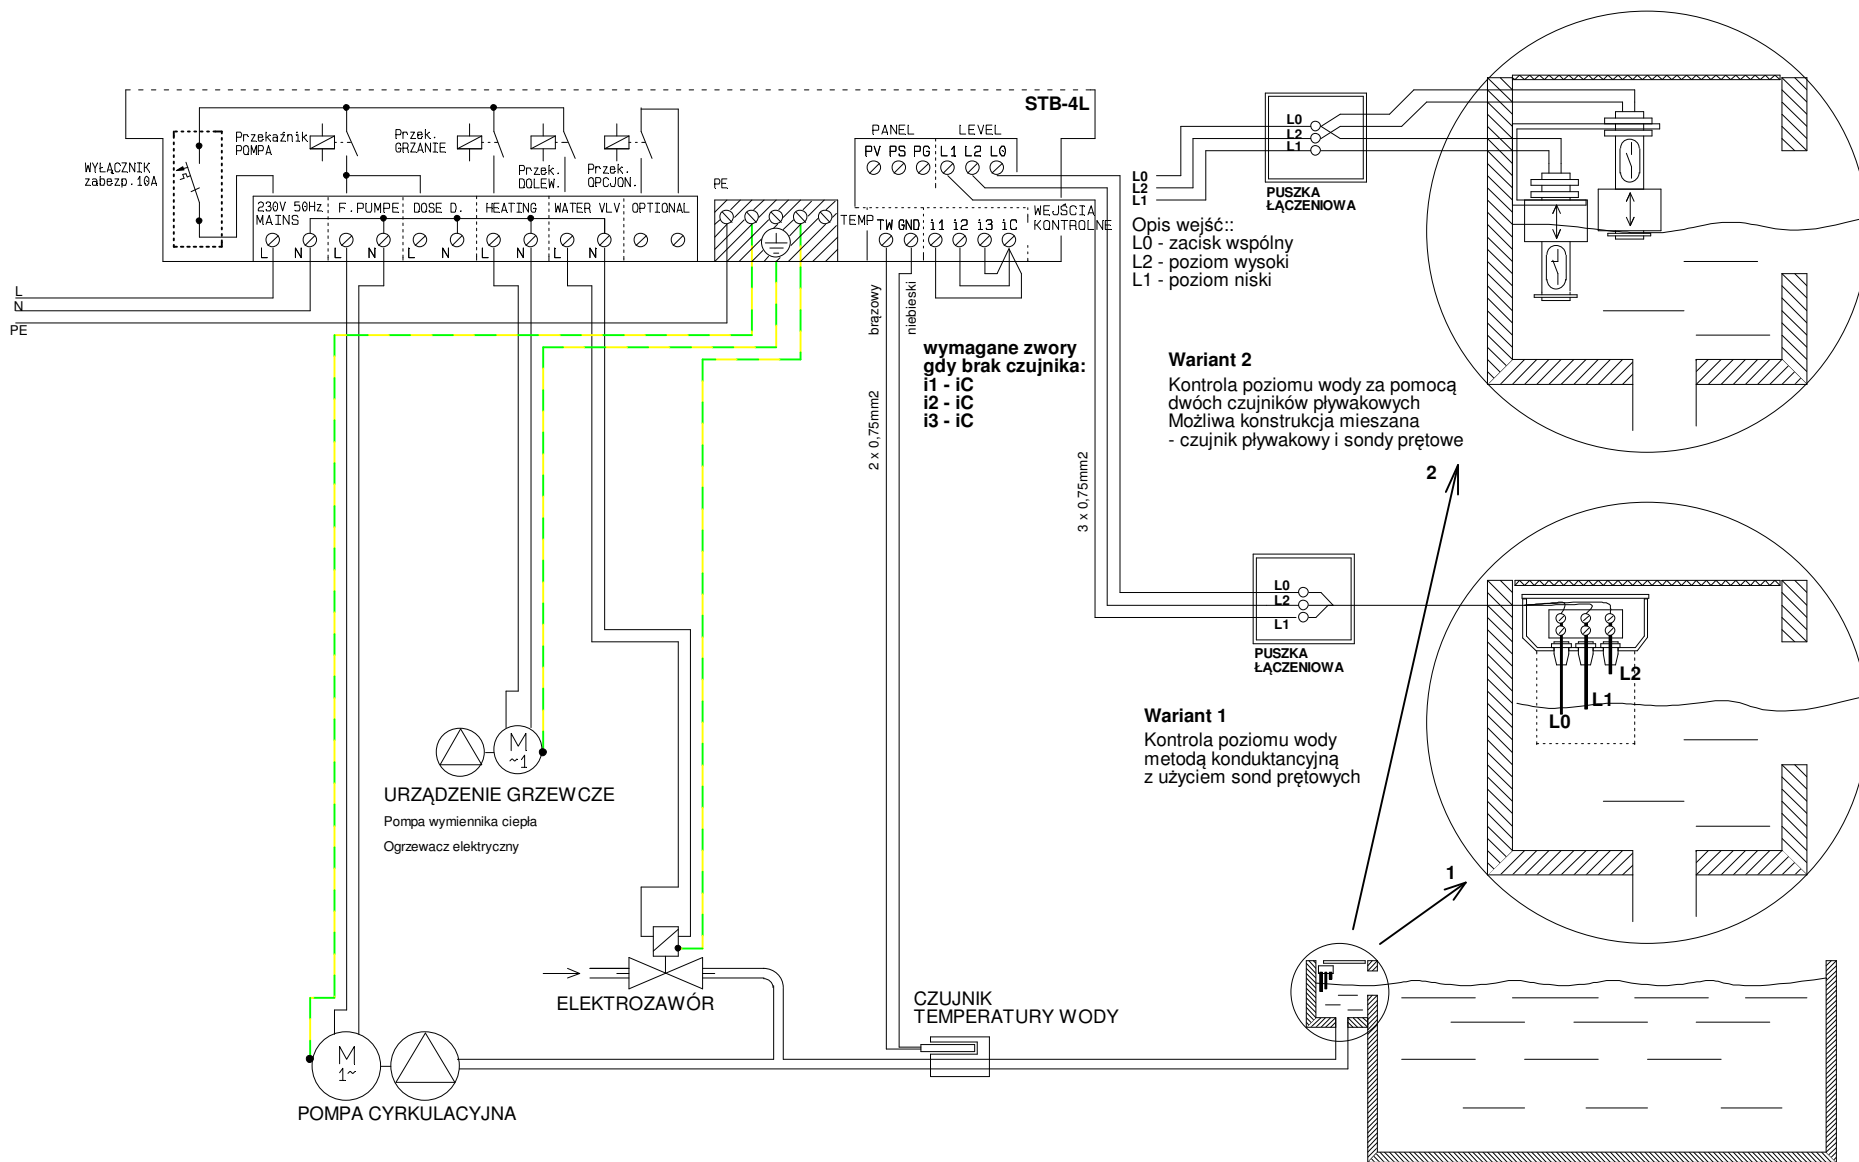 STB-4L
WYŁĄCZNIK
zabezp.10A
Przekaźnik
POMPA
Przek.
GRZANIE
Przek.
DOLEW.
Przek.
OPCJON.
230V 50Hz
MAINS
F.PUMPE
DOSE D.
HEATING
WATER VLV
OPTIONAL
L N L N L N L N L N
PE
PANEL LEVEL
PV PS PG L1 L2 L0
TEMP
TW GND i1 i2 i3 iC
WEJŚCIA
KONTROLNE
L
N
PE
brązowy
niebieski
2 x 0,75mm2
3 x 0,75mm2
wymagane zwory
gdy brak czujnika:
i1 - iC
i2 - iC
i3 - iC
L0
L2
L1
Opis wejść::
L0 - zacisk wspólny
L2 - poziom wysoki
L1 - poziom niski
L0
L2
L1
PUSZKA
ŁĄCZENIOWA
Wariant 2
Kontrola poziomu wody za pomocą
dwóch czujników pływakowych
Możliwa konstrukcja mieszana
- czujnik pływakowy i sondy prętowe
2
L0
L2
L1
PUSZKA
ŁĄCZENIOWA
L2
L1
L0
Wariant 1
Kontrola poziomu wody
metodą konduktancyjną
z użyciem sond prętowych
1
M
~1
URZĄDZENIE GRZEWCZE
Pompa wymiennika ciepła
Ogrzewacz elektryczny
ELEKTROZAWÓR
CZUJNIK
TEMPERATURY WODY
M
1~
POMPA CYRKULACYJNA